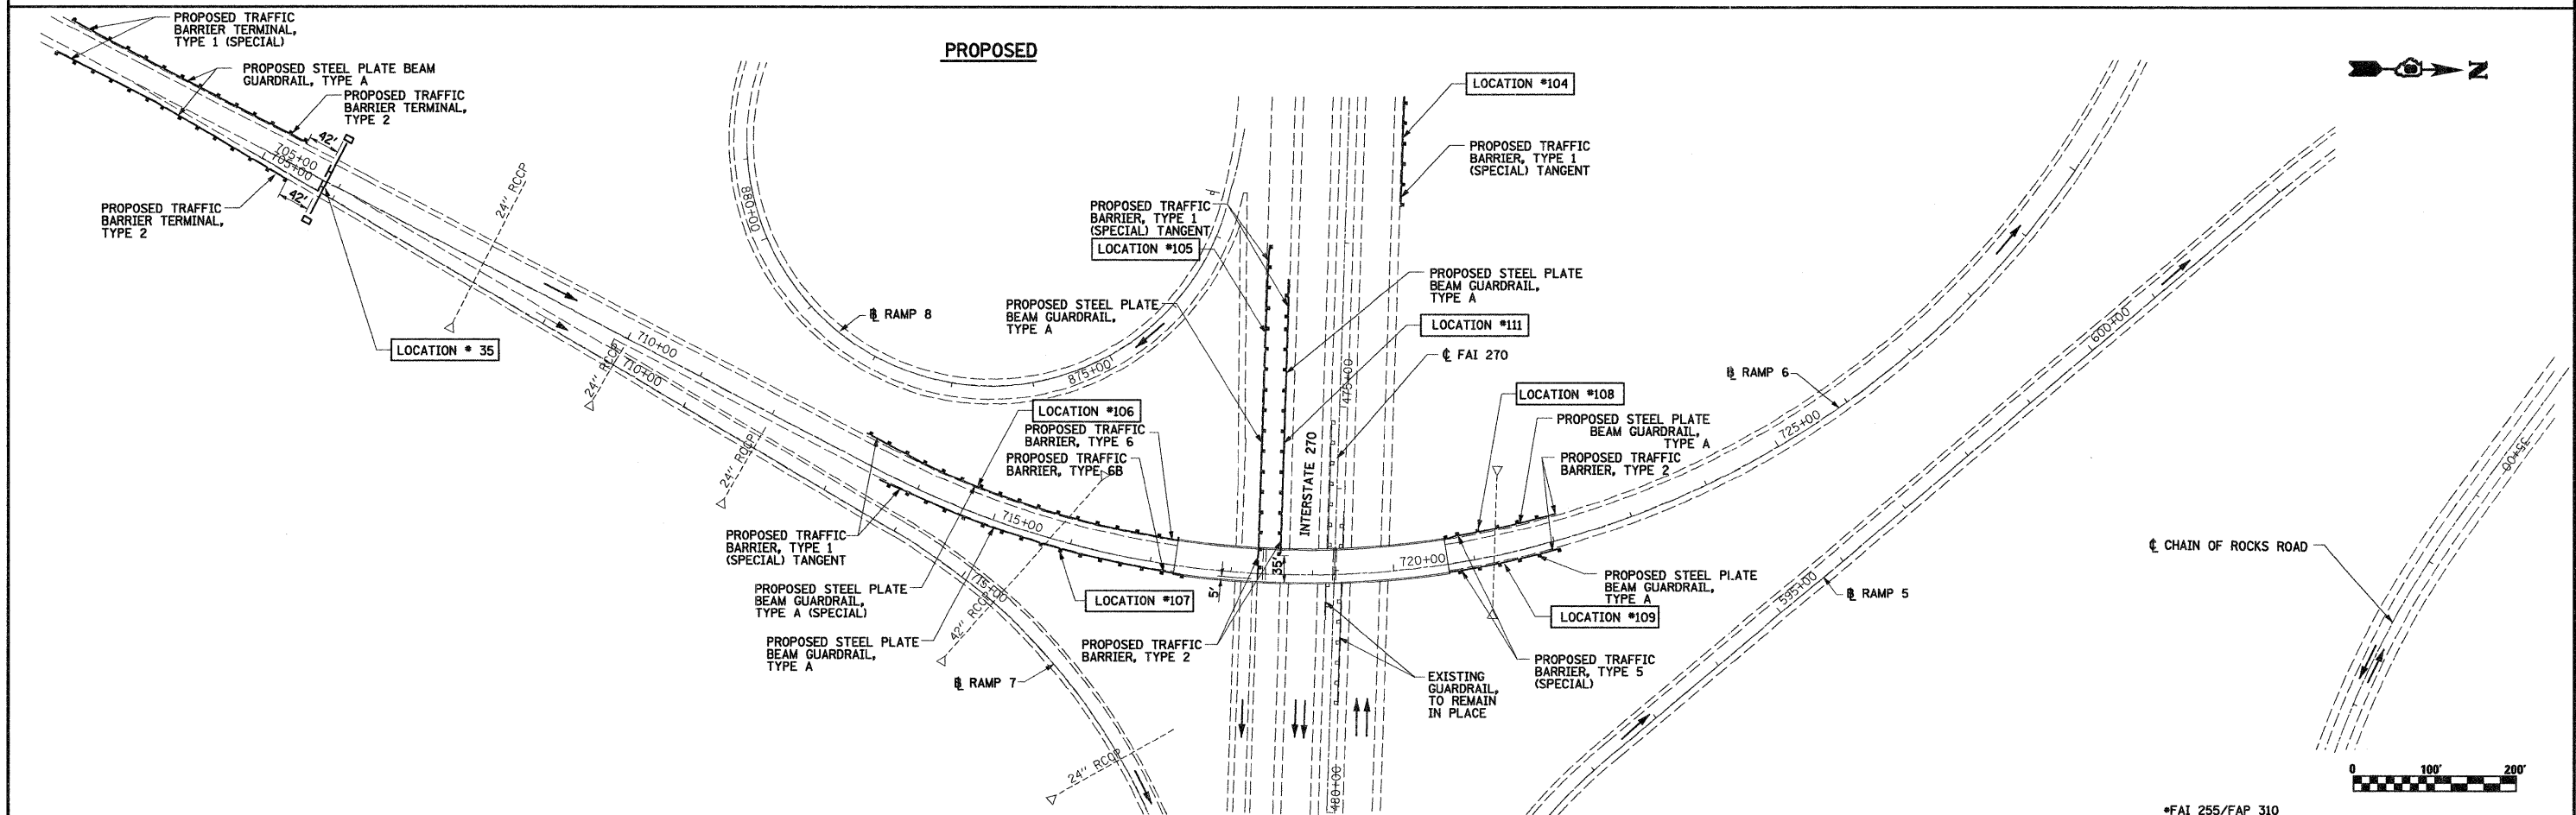 PROPOSED
PROPOSED TRAFFIC
BARRIER TERMINAL,
TYPE 1 (SPECIAL)
PROPOSED STEEL PLATE BEAM
GUARDRAIL, TYPE A
PROPOSED TRAFFIC
BARRIER TERMINAL,
TYPE 2
42'
705+00
705+00
42'
PROPOSED TRAFFIC
BARRIER TERMINAL,
TYPE 2
24" RCCP
LOCATION # 35
24" RCCP
710+00
710+00
24" RCCP
880+00
℄ RAMP 8
875+00
PROPOSED TRAFFIC
BARRIER, TYPE 1
(SPECIAL) TANGENT
LOCATION #105
PROPOSED STEEL PLATE
BEAM GUARDRAIL,
TYPE A
LOCATION #104
PROPOSED TRAFFIC
BARRIER, TYPE 1
(SPECIAL) TANGENT
PROPOSED STEEL PLATE
BEAM GUARDRAIL,
TYPE A
LOCATION #111
℄ FAI 270
475+00
INTERSTATE 270
LOCATION #106
PROPOSED TRAFFIC
BARRIER, TYPE 6
PROPOSED TRAFFIC
BARRIER, TYPE 6B
715+00
715+00
PROPOSED TRAFFIC
BARRIER, TYPE 1
(SPECIAL) TANGENT
PROPOSED STEEL PLATE
BEAM GUARDRAIL,
TYPE A (SPECIAL)
PROPOSED STEEL PLATE
BEAM GUARDRAIL,
TYPE A
42" RCCP
LOCATION #107
PROPOSED TRAFFIC
BARRIER, TYPE 2
5'
35'
℄ RAMP 7
24" RCCP
720+00
LOCATION #108
PROPOSED STEEL PLATE
BEAM GUARDRAIL,
TYPE A
PROPOSED TRAFFIC
BARRIER, TYPE 2
PROPOSED STEEL PLATE
BEAM GUARDRAIL,
TYPE A
LOCATION #109
PROPOSED TRAFFIC
BARRIER, TYPE 5
(SPECIAL)
EXISTING
GUARDRAIL,
TO REMAIN
IN PLACE
480+00
℄ RAMP 6
725+00
600+00
595+00
℄ RAMP 5
℄ CHAIN OF ROCKS ROAD
35+00
N
0 100' 200'
*FAI 255/FAP 310